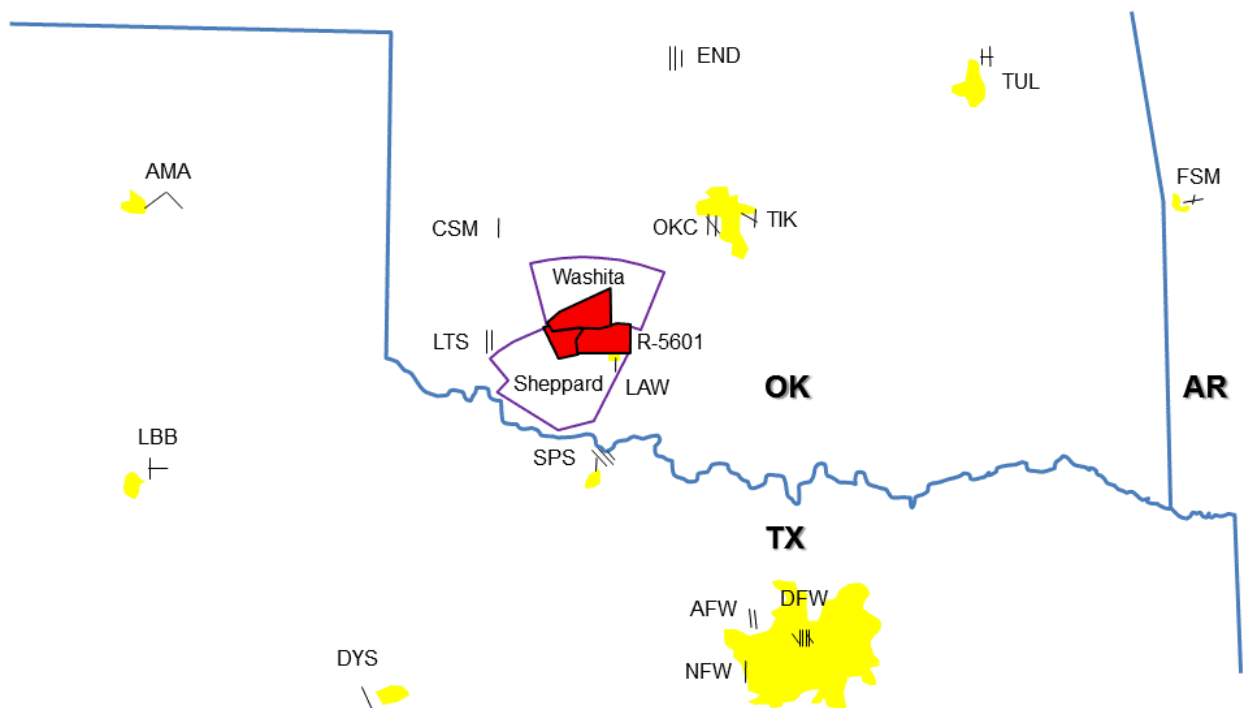 END
TUL
AMA
FSM
CSM
OKC
TIK
Washita
LTS
R-5601
Sheppard
LAW
OK
AR
LBB
SPS
TX
AFW
DFW
NFW
DYS